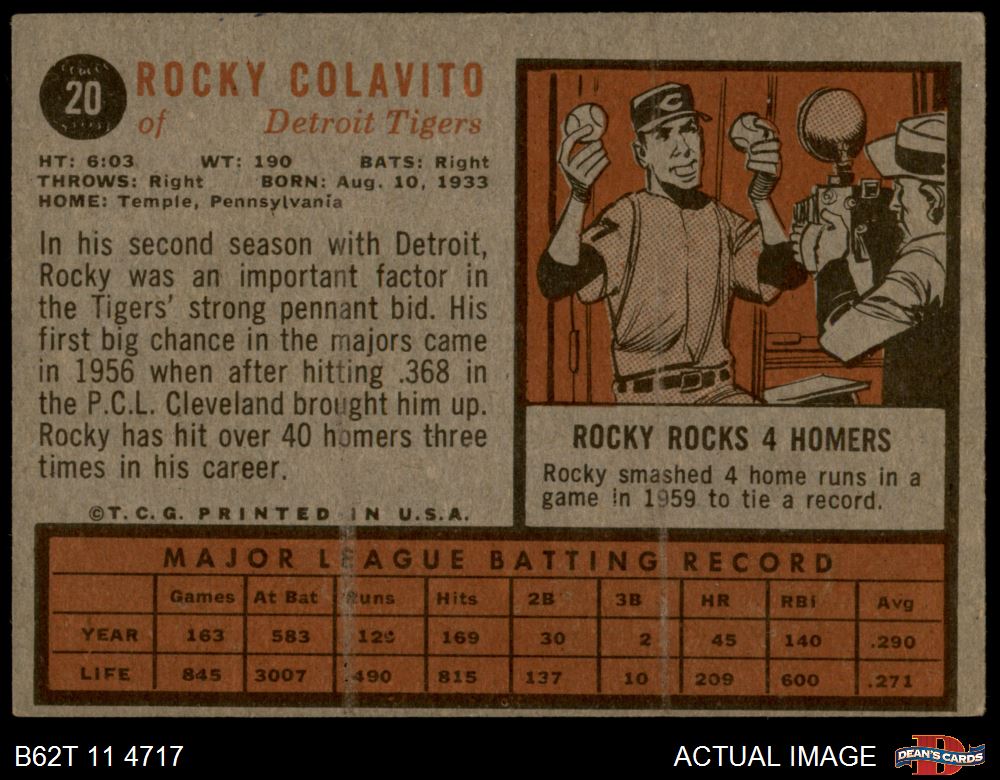 20
ROCKY COLAVITO
of Detroit Tigers
HT: 6:03 WT: 190 BATS: Right
THROWS: Right BORN: Aug. 10, 1933
HOME: Temple, Pennsylvania
In his second season with Detroit,
Rocky was an important factor in
the Tigers' strong pennant bid. His
first big chance in the majors came
in 1956 when after hitting .368 in
the P.C.L. Cleveland brought him up.
Rocky has hit over 40 homers three
times in his career.
©T.C.G. PRINTED IN U.S.A.
C
7
ROCKY ROCKS 4 HOMERS
Rocky smashed 4 home runs in a
game in 1959 to tie a record.
MAJOR LEAGUE BATTING RECORD
Games At Bat Runs Hits 2B 3B HR RBi Avg
YEAR 163 583 169 30 2 45 140 .290
LIFE 845 3007 490 815 137 10 209 600 .271
B62T 11 4717
ACTUAL IMAGE
D
DEAN'S CARDS